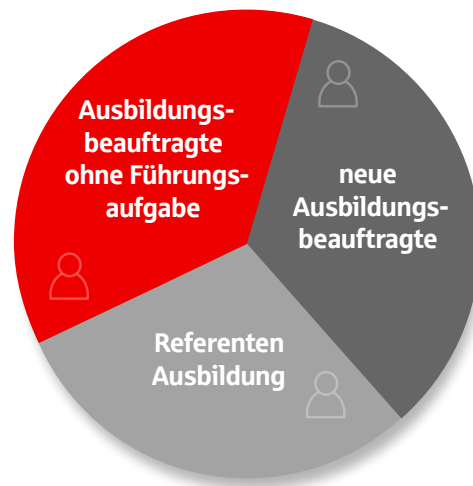 Ausbildungs-
beauftragte
ohne Führungs-
aufgabe
neue
Ausbildungs-
beauftragte
Referenten
Ausbildung